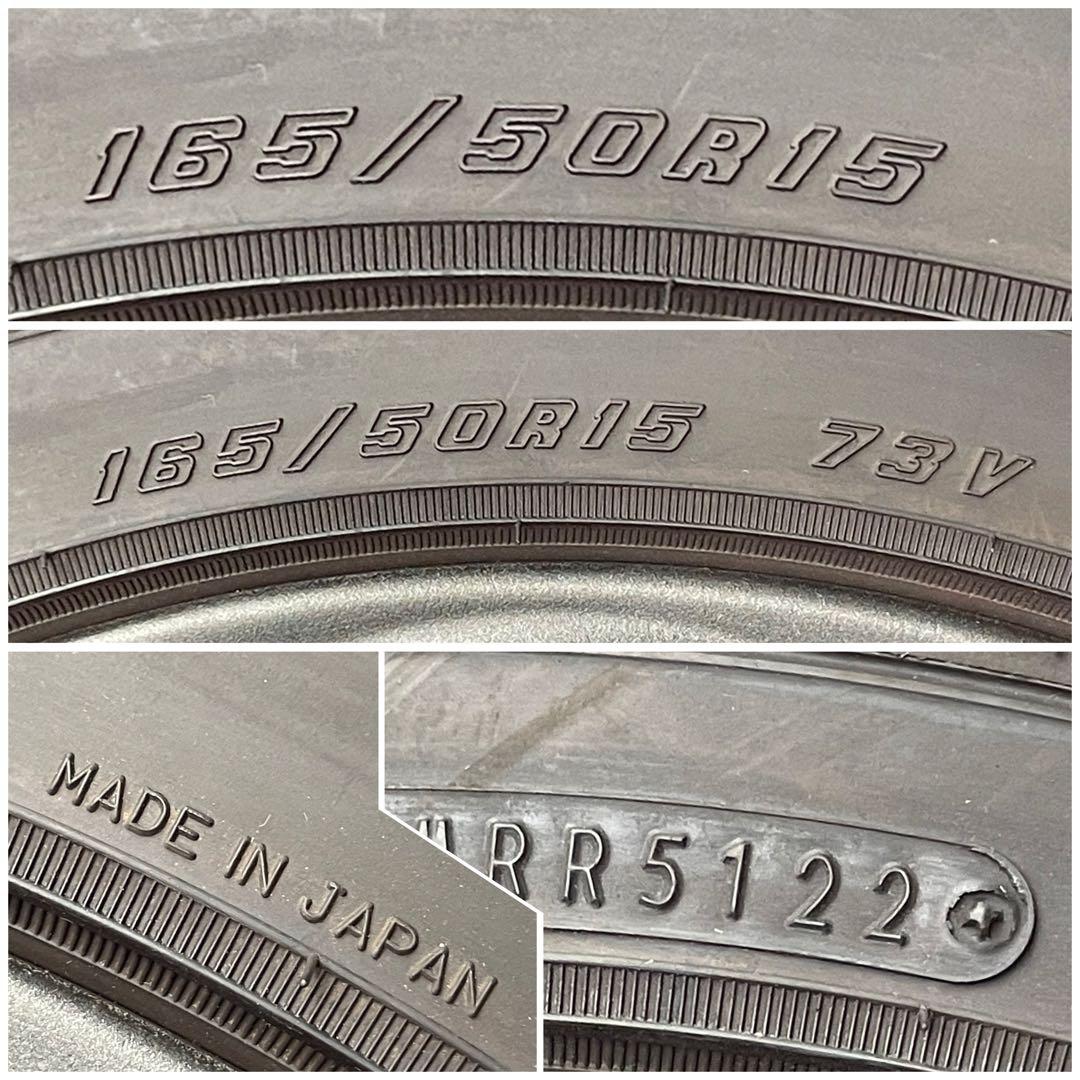 165/50R15
165/50R15 73V
MADE IN JAPAN
RR5122